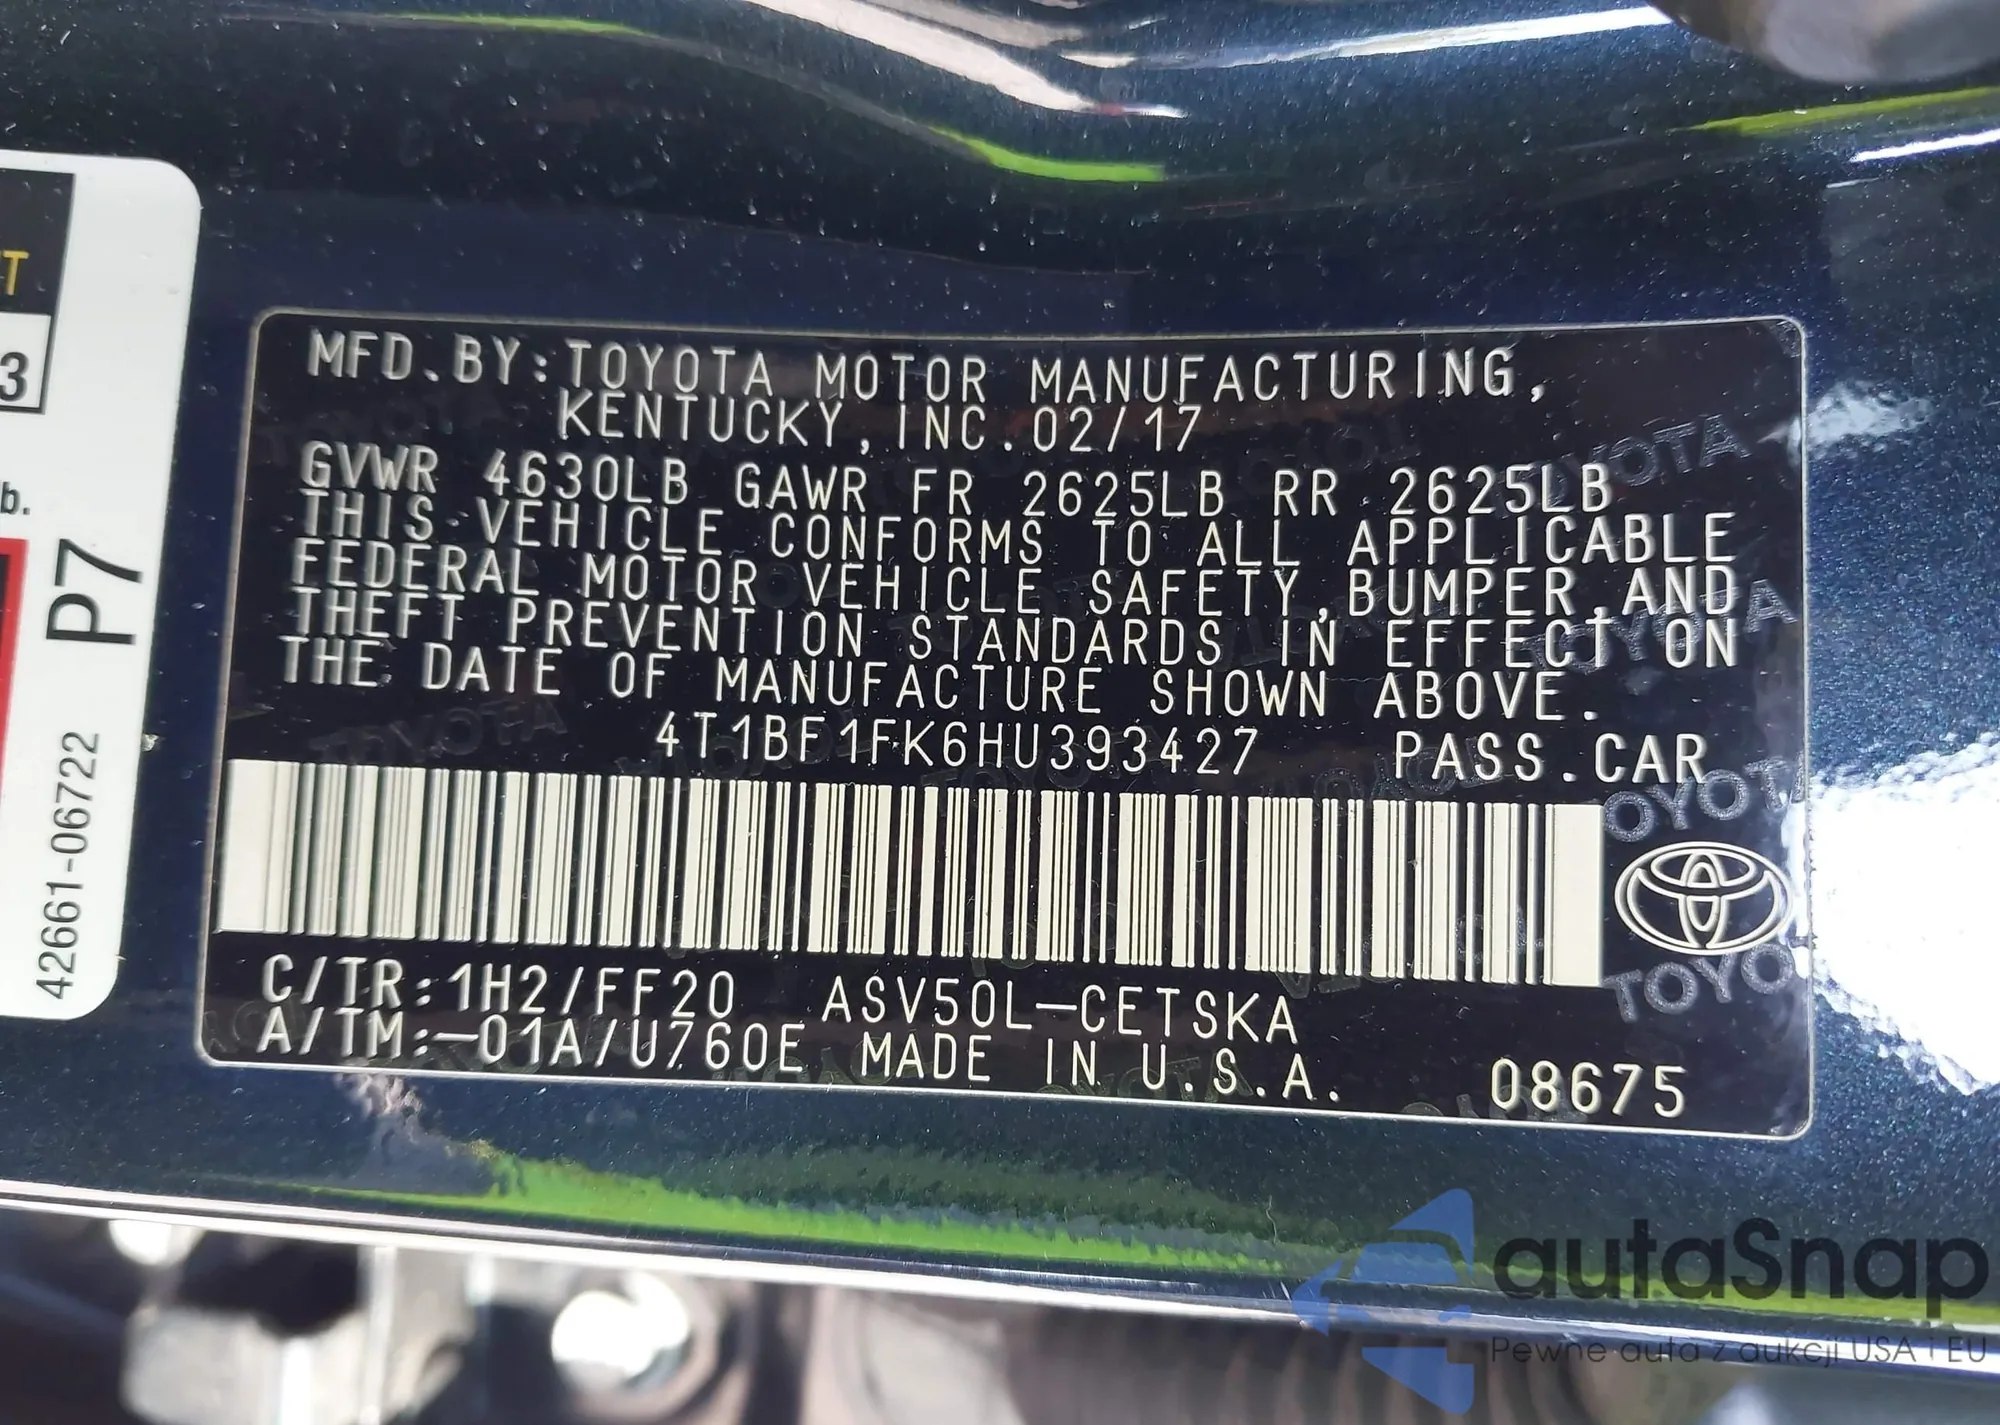 T
3
b.
P7
42661-06722
MFD.BY:TOYOTA MOTOR MANUFACTURING,
KENTUCKY,INC.02/17
GVWR 4630LB GAWR FR 2625LB RR 2625LB
THIS VEHICLE CONFORMS TO ALL APPLICABLE
FEDERAL MOTOR VEHICLE SAFETY,BUMPER,AND
THEFT PREVENTION STANDARDS IN EFFECT ON
THE DATE OF MANUFACTURE SHOWN ABOVE.
4T1BF1FK6HU393427 PASS.CAR
C/TR:1H2/FF20 ASV50L-CETSKA
A/TM:-01A/U760E MADE IN U.S.A. 08675
autaSnap
Pewne auta z aukcji USA i EU